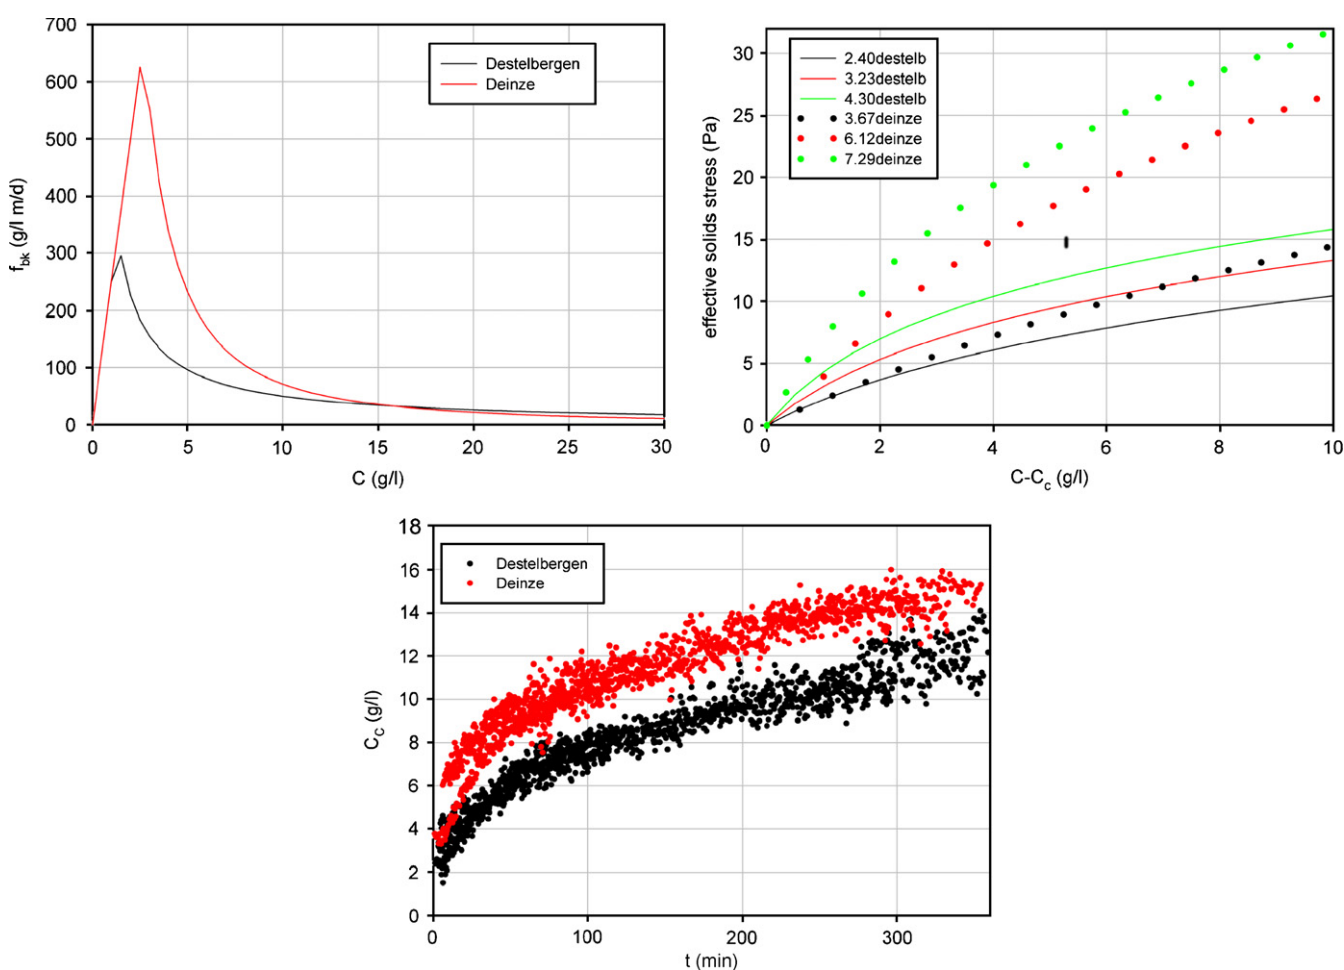 700
600
500
400
300
200
100
0
f_bk (g/l m/d)
Destelbergen
Deinze
0 5 10 15 20 25 30
C (g/l)
30
25
20
15
10
5
0
effective solids stress (Pa)
2.40destelb
3.23destelb
4.30destelb
3.67deinze
6.12deinze
7.29deinze
0 2 4 6 8 10
C-C_c (g/l)
18
16
14
12
10
8
6
4
2
0
C_C (g/l)
Destelbergen
Deinze
0 100 200 300
t (min)